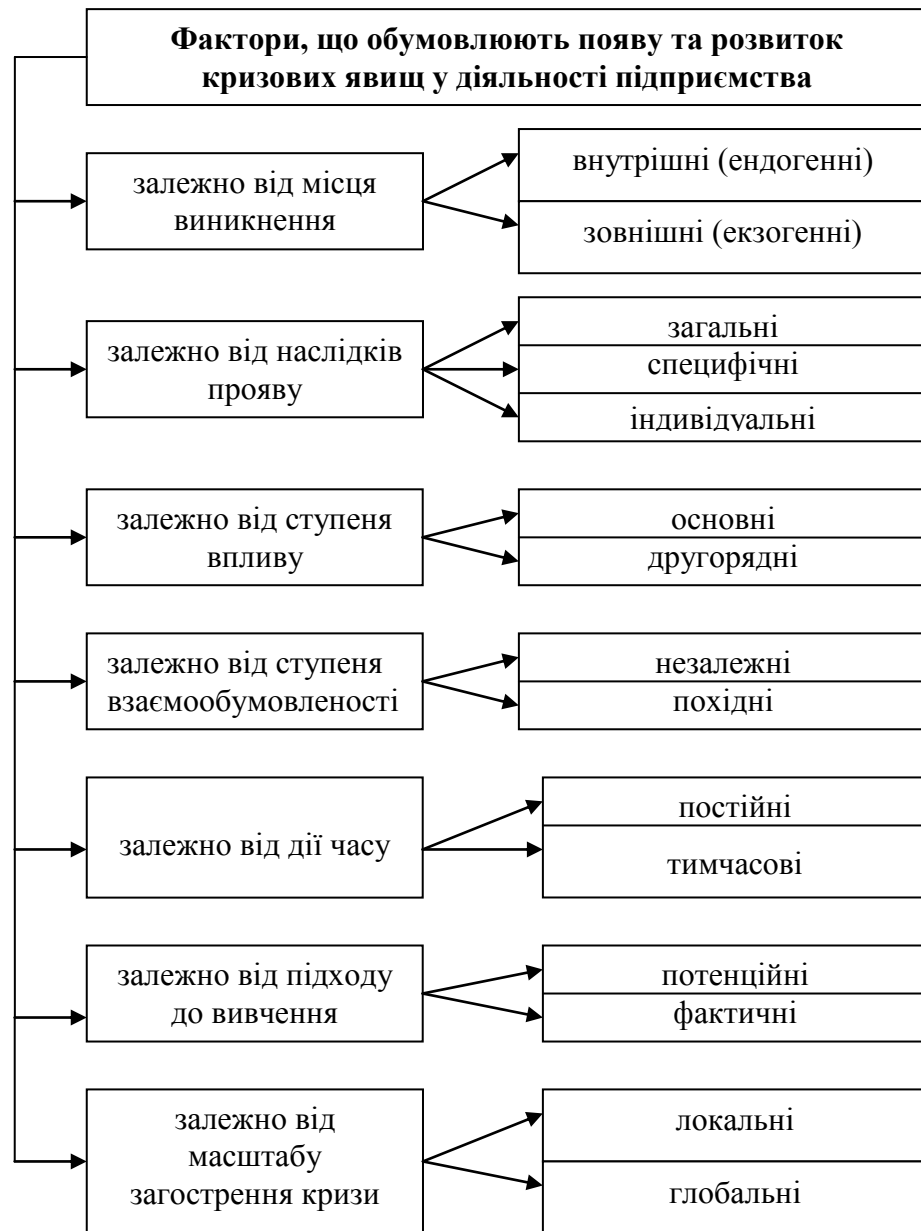 Фактори, що обумовлюють появу та розвиток
кризових явищ у діяльності підприємства
залежно від місця
виникнення
внутрішні (ендогенні)
зовнішні (екзогенні)
залежно від наслідків
прояву
загальні
специфічні
індивідуальні
залежно від ступеня
впливу
основні
другорядні
залежно від ступеня
взаємообумовленості
незалежні
похідні
залежно від дії часу
постійні
тимчасові
залежно від підходу
до вивчення
потенційні
фактичні
залежно від
масштабу
загострення кризи
локальні
глобальні